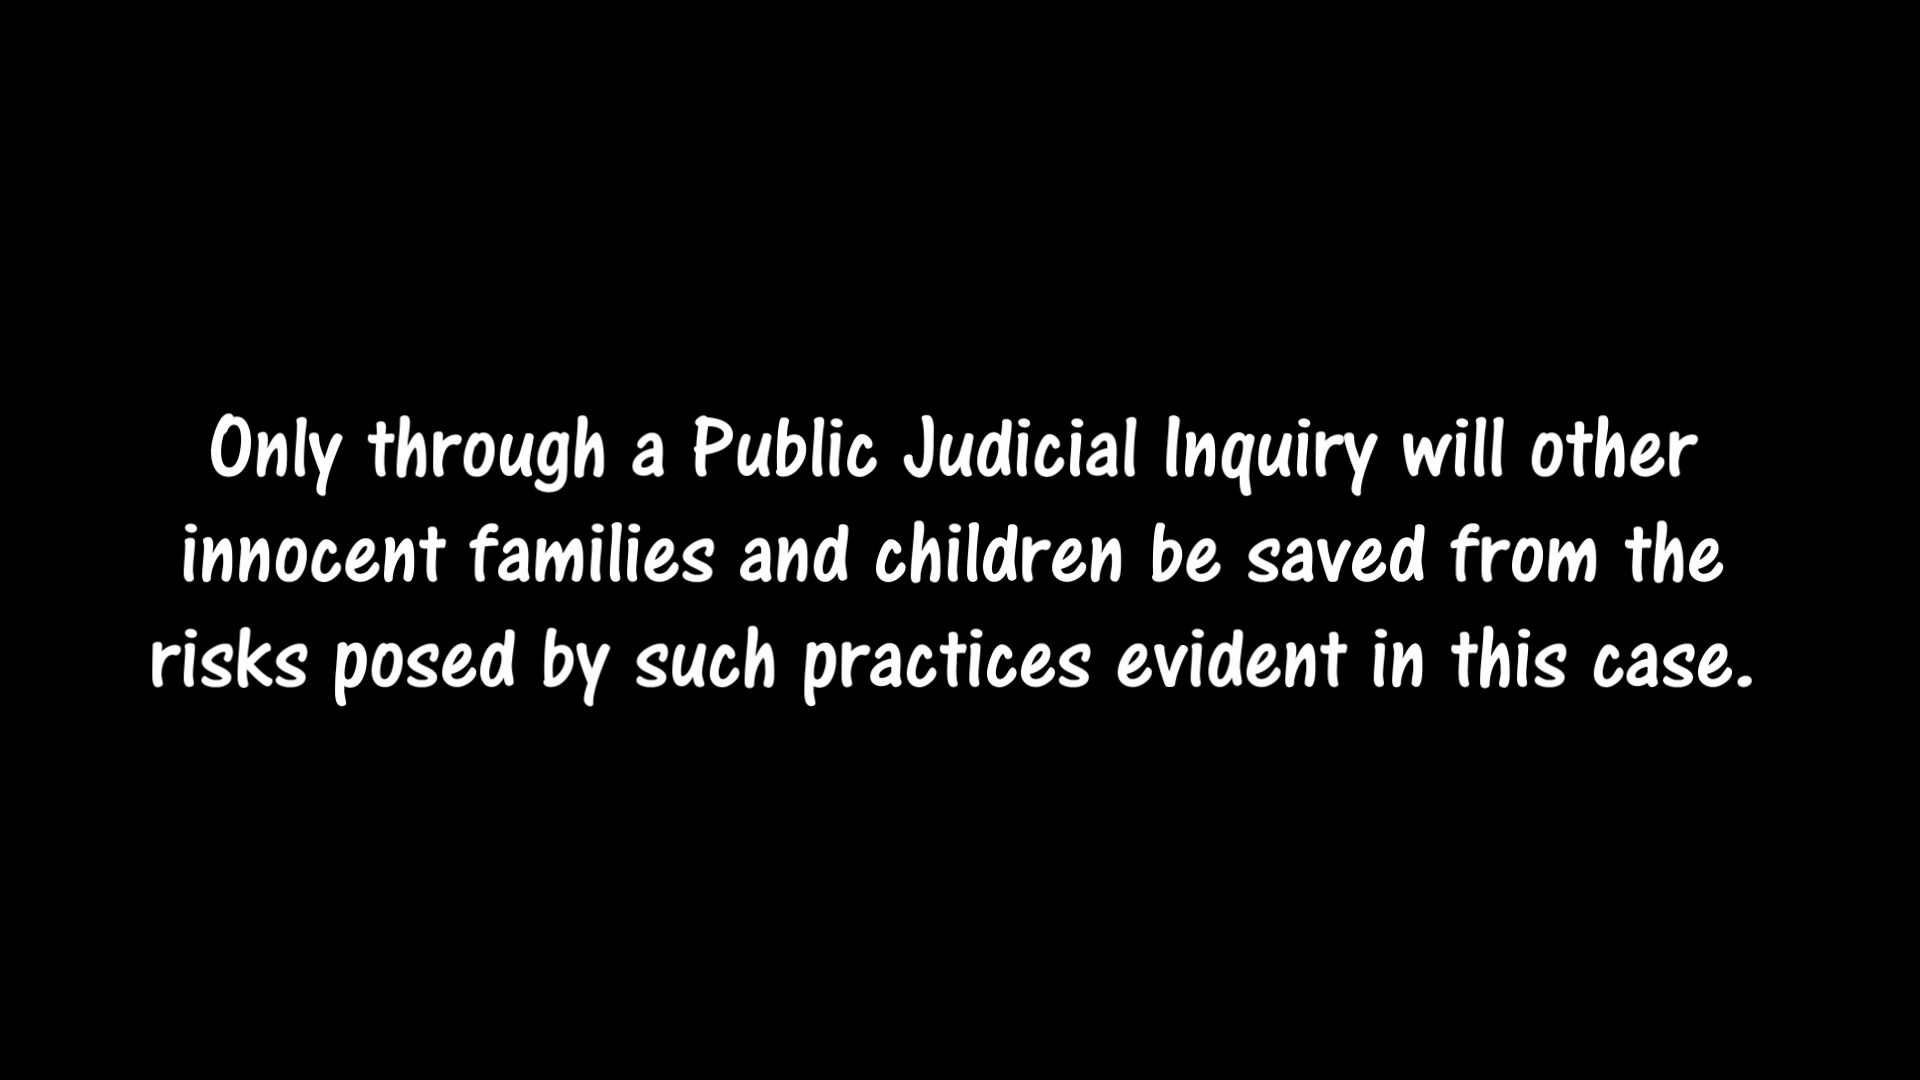 Only through a Public Judicial Inquiry will other
innocent families and children be saved from the
risks posed by such practices evident in this case.